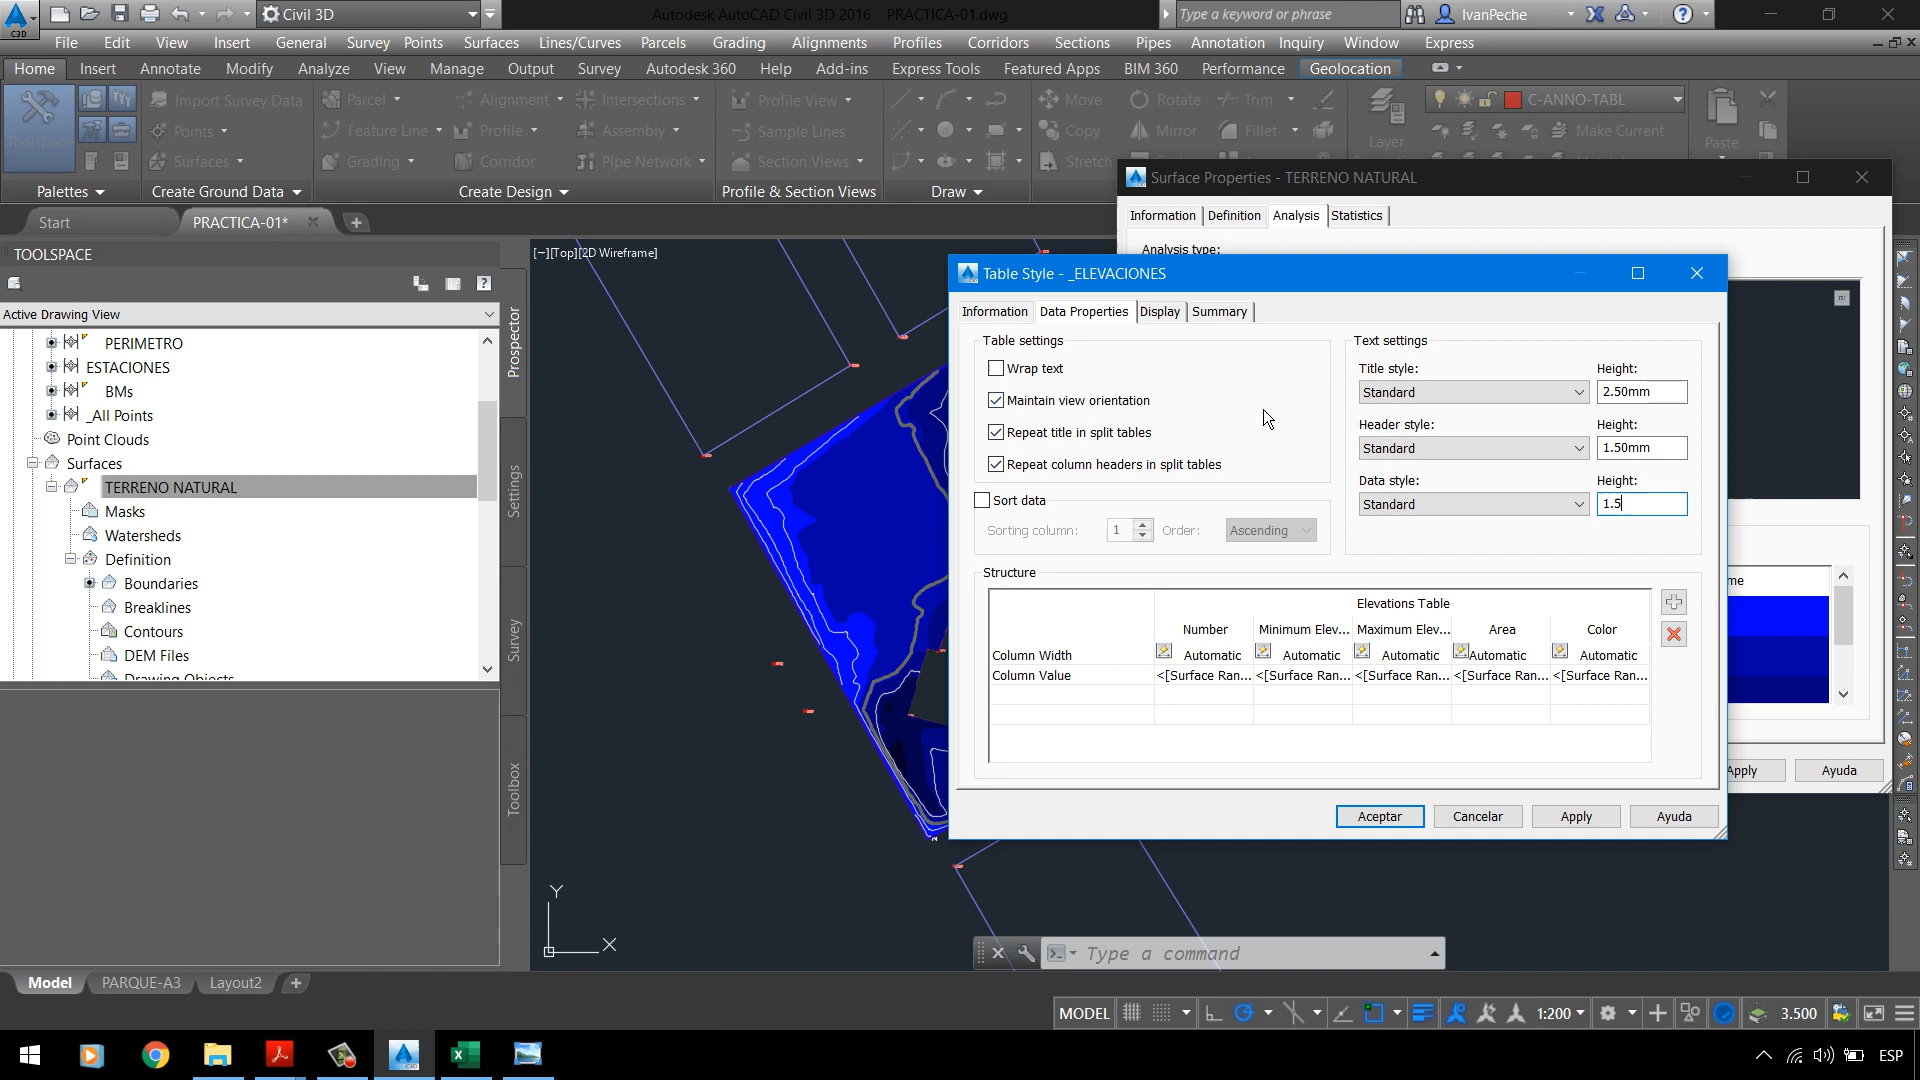 C3D
Civil 3D
Autodesk AutoCAD Civil 3D 2016 PRACTICA-01.dwg
Type a keyword or phrase
IvanPeche
File Edit View Insert General Survey Points Surfaces Lines/Curves Parcels Grading Alignments Profiles Corridors Sections Pipes Annotation Inquiry Window Express
Home Insert Annotate Modify Analyze View Manage Output Survey Autodesk 360 Help Add-ins Express Tools Featured Apps BIM 360 Performance Geolocation
Import Survey Data Parcel Alignment Intersections Profile View Move Rotate Trim C-ANNO-TABL
Toolspace Points Feature Line Profile Assembly Sample Lines Copy Mirror Fillet Layer Make Current Paste
Surfaces Grading Corridor Pipe Network Section Views Stretch
Palettes Create Ground Data Create Design Profile & Section Views Draw
Surface Properties - TERRENO NATURAL
Start PRACTICA-01*
Information Definition Analysis Statistics
Analysis type:
TOOLSPACE
[−][Top][2D Wireframe]
Active Drawing View
PERIMETRO
ESTACIONES
BMs
_All Points
Point Clouds
Surfaces
TERRENO NATURAL
Masks
Watersheds
Definition
Boundaries
Breaklines
Contours
DEM Files
Drawing Objects
Prospector
Settings
Survey
Toolbox
Table Style - _ELEVACIONES
Information Data Properties Display Summary
Table settings
Wrap text
Maintain view orientation
Repeat title in split tables
Repeat column headers in split tables
Sort data
Sorting column: 1 Order: Ascending
Text settings
Title style: Height:
Standard 2.50mm
Header style: Height:
Standard 1.50mm
Data style: Height:
Standard 1.5
Structure
Elevations Table
Number Minimum Elev... Maximum Elev... Area Color
Column Width Automatic Automatic Automatic Automatic Automatic
Column Value <[Surface Ran... <[Surface Ran... <[Surface Ran... <[Surface Ran... <[Surface Ran...
me
Apply Ayuda
Aceptar Cancelar Apply Ayuda
Y
X
Type a command
Model PARQUE-A3 Layout2
MODEL 1:200 3.500
ESP